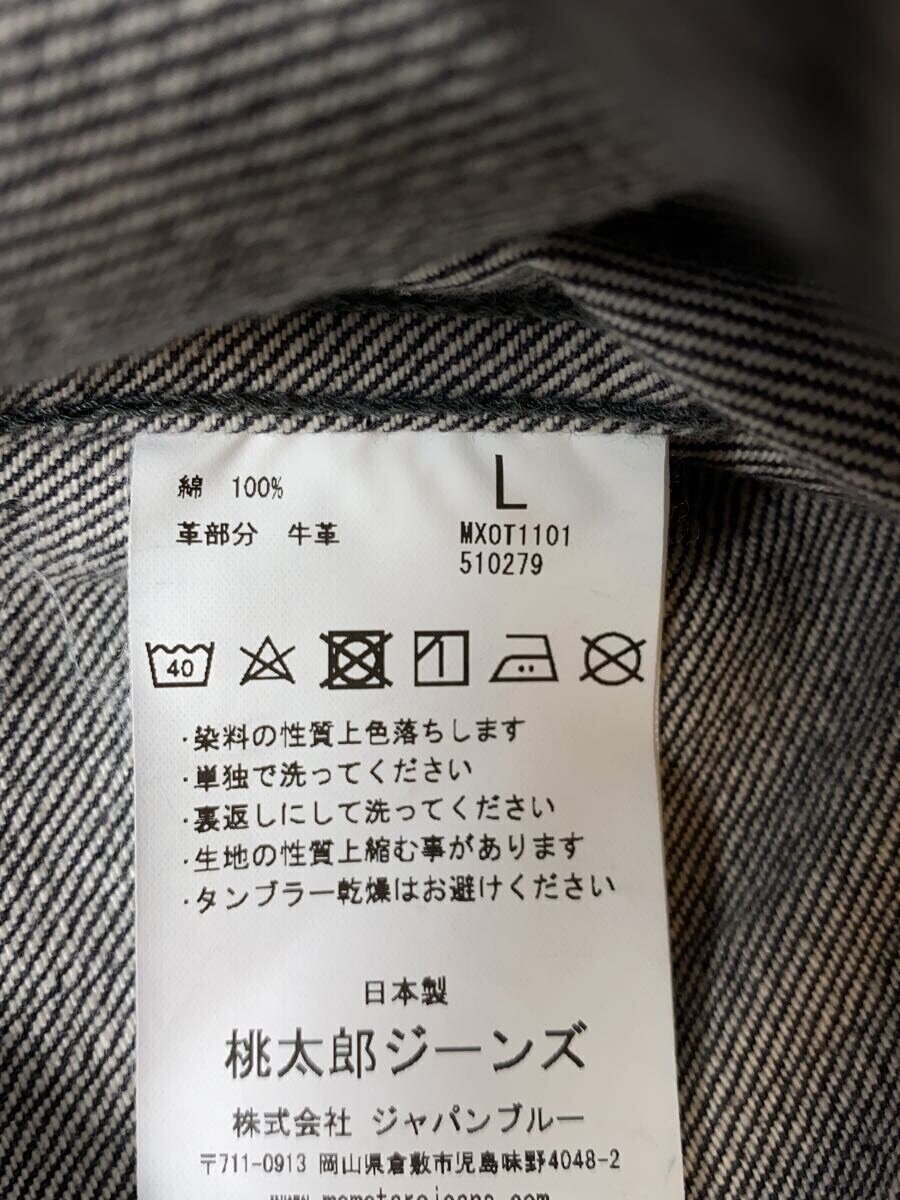 綿 100%
革部分 牛革
L
MXOT1101
510279
40
・染料の性質上色落ちします
・単独で洗ってください
・裏返しにして洗ってください
・生地の性質上縮む事があります
・タンブラー乾燥はお避けください
日本製
桃太郎ジーンズ
株式会社 ジャパンブルー
〒711-0913 岡山県倉敷市児島味野4048-2